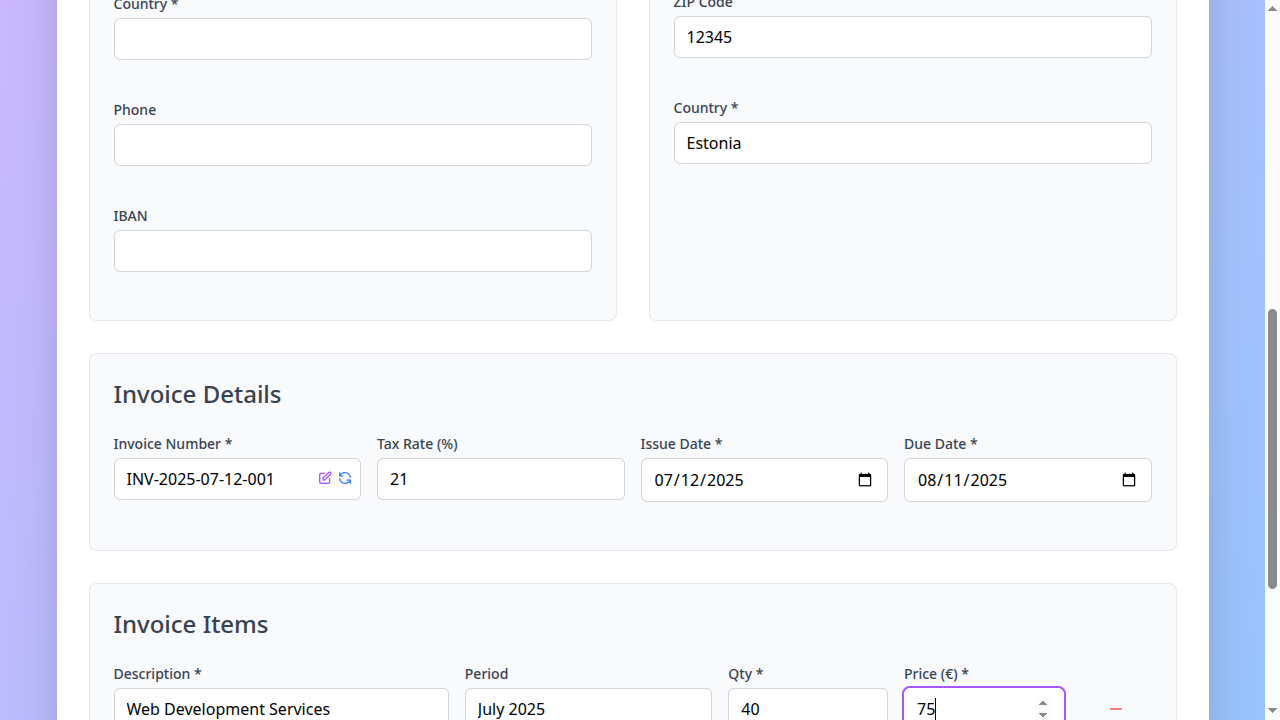 Country *
ZIP Code
12345
Phone
Country *
Estonia
IBAN
Invoice Details
Invoice Number *
Tax Rate (%)
Issue Date *
Due Date *
INV-2025-07-12-001
21
07/12/2025
08/11/2025
Invoice Items
Description *
Period
Qty *
Price (€) *
Web Development Services
July 2025
40
75